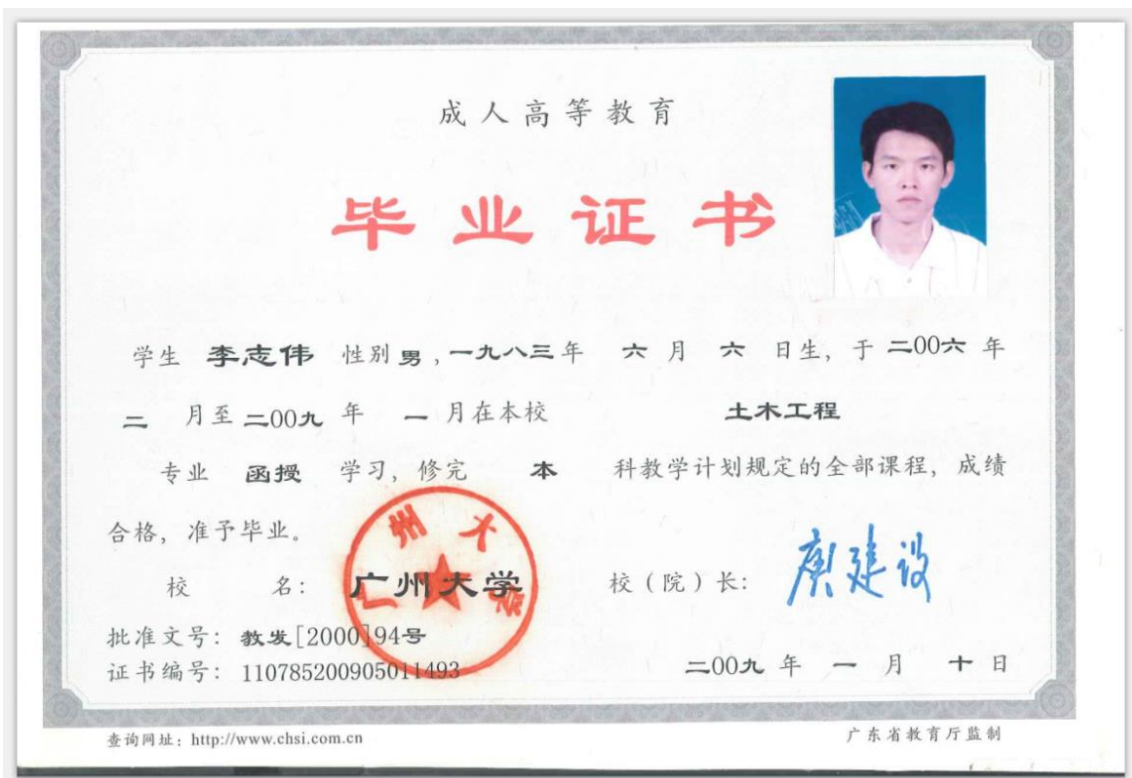 成人高等教育
毕业证书
学生 李志伟 性别 男，一九八三年 六 月 六 日生，于 二00六 年
二 月至 二00九 年 一 月在本校 土木工程
专业 函授 学习，修完 本 科教学计划规定的全部课程，成绩
合格，准予毕业。
校 名： 广州大学 校（院）长： 庾建设
批准文号：教发[2000]94号
证书编号：110785200905011493 二00九 年 一 月 十 日
查询网址：http://www.chsi.com.cn 广东省教育厅监制
广州大学